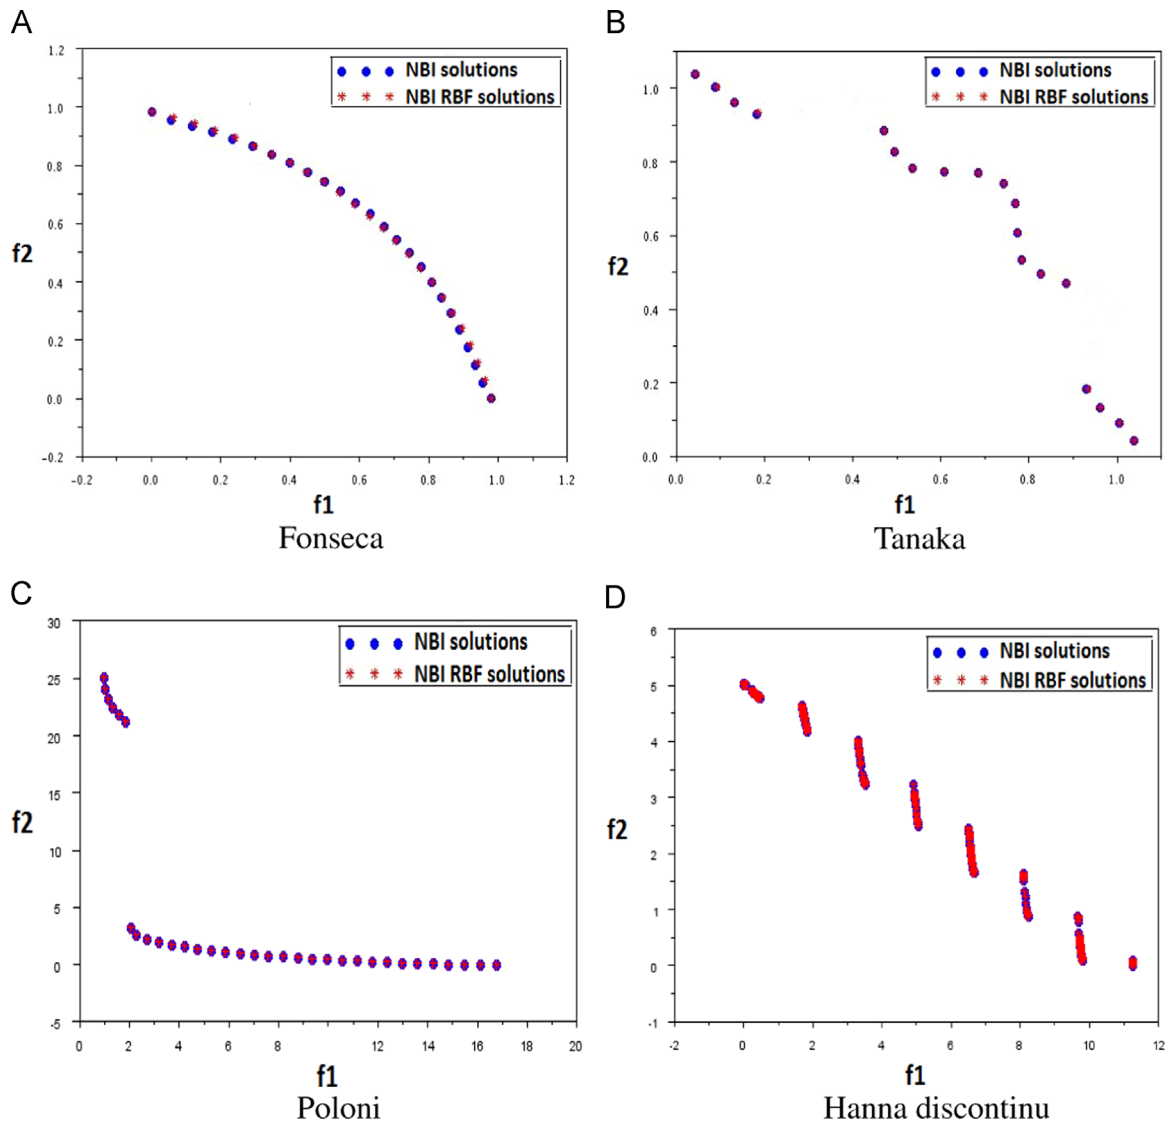 A
1.2
1.0
0.8
0.6
0.4
0.2
0.0
−0.2
f2
NBI solutions
NBI RBF solutions
−0.2 0.0 0.2 0.4 0.6 0.8 1.0 1.2
f1
Fonseca
B
1.0
0.8
0.6
0.4
0.2
0.0
f2
NBI solutions
NBI RBF solutions
0.0 0.2 0.4 0.6 0.8 1.0
f1
Tanaka
C
30
25
20
15
10
5
0
-5
f2
NBI solutions
NBI RBF solutions
0 2 4 6 8 10 12 14 16 18 20
f1
Poloni
D
6
5
4
3
2
1
0
-1
f2
NBI solutions
NBI RBF solutions
-2 0 2 4 6 8 10 12
f1
Hanna discontinu